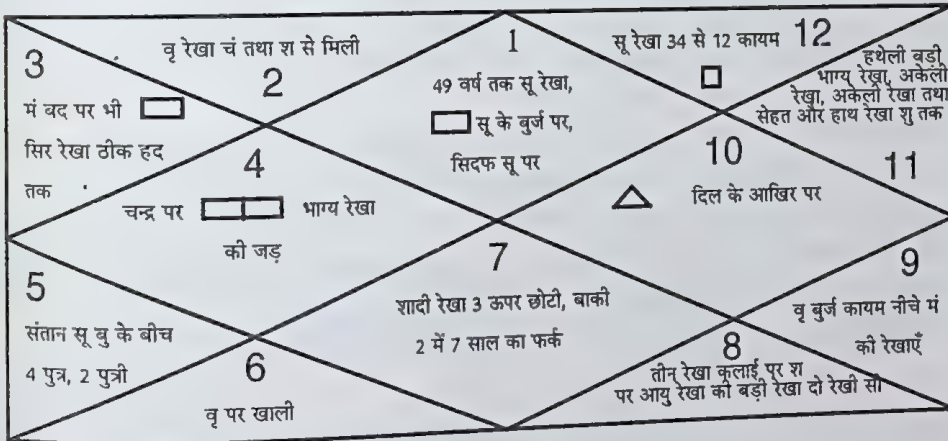 1
49 वर्ष तक सू रेखा,
सू के बुर्ज पर,
सिदफ सू पर
वृ रेखा चं तथा श से मिली
2
3
मं बद पर भी
सिर रेखा ठीक हद
तक
4
चन्द्र पर भाग्य रेखा
की जड़
5
संतान सू बु के बीच
4 पुत्र, 2 पुत्री
6
वृ पर खाली
7
शादी रेखा 3 ऊपर छोटी, बाकी
2 में 7 साल का फर्क
8
तीन रेखा कलाई पर श
पर आयु रेखा की बड़ी रेखा दो रेखी सी
9
वृ बुर्ज कायम नीचे मं
की रेखाएँ
10
दिल के आखिर पर
11
हथेली बड़ी
भाग्य रेखा, अकेली
रेखा, अकेली रेखा तथा
सेहत और हाथ रेखा शु तक
सू रेखा 34 से 12 कायम 12